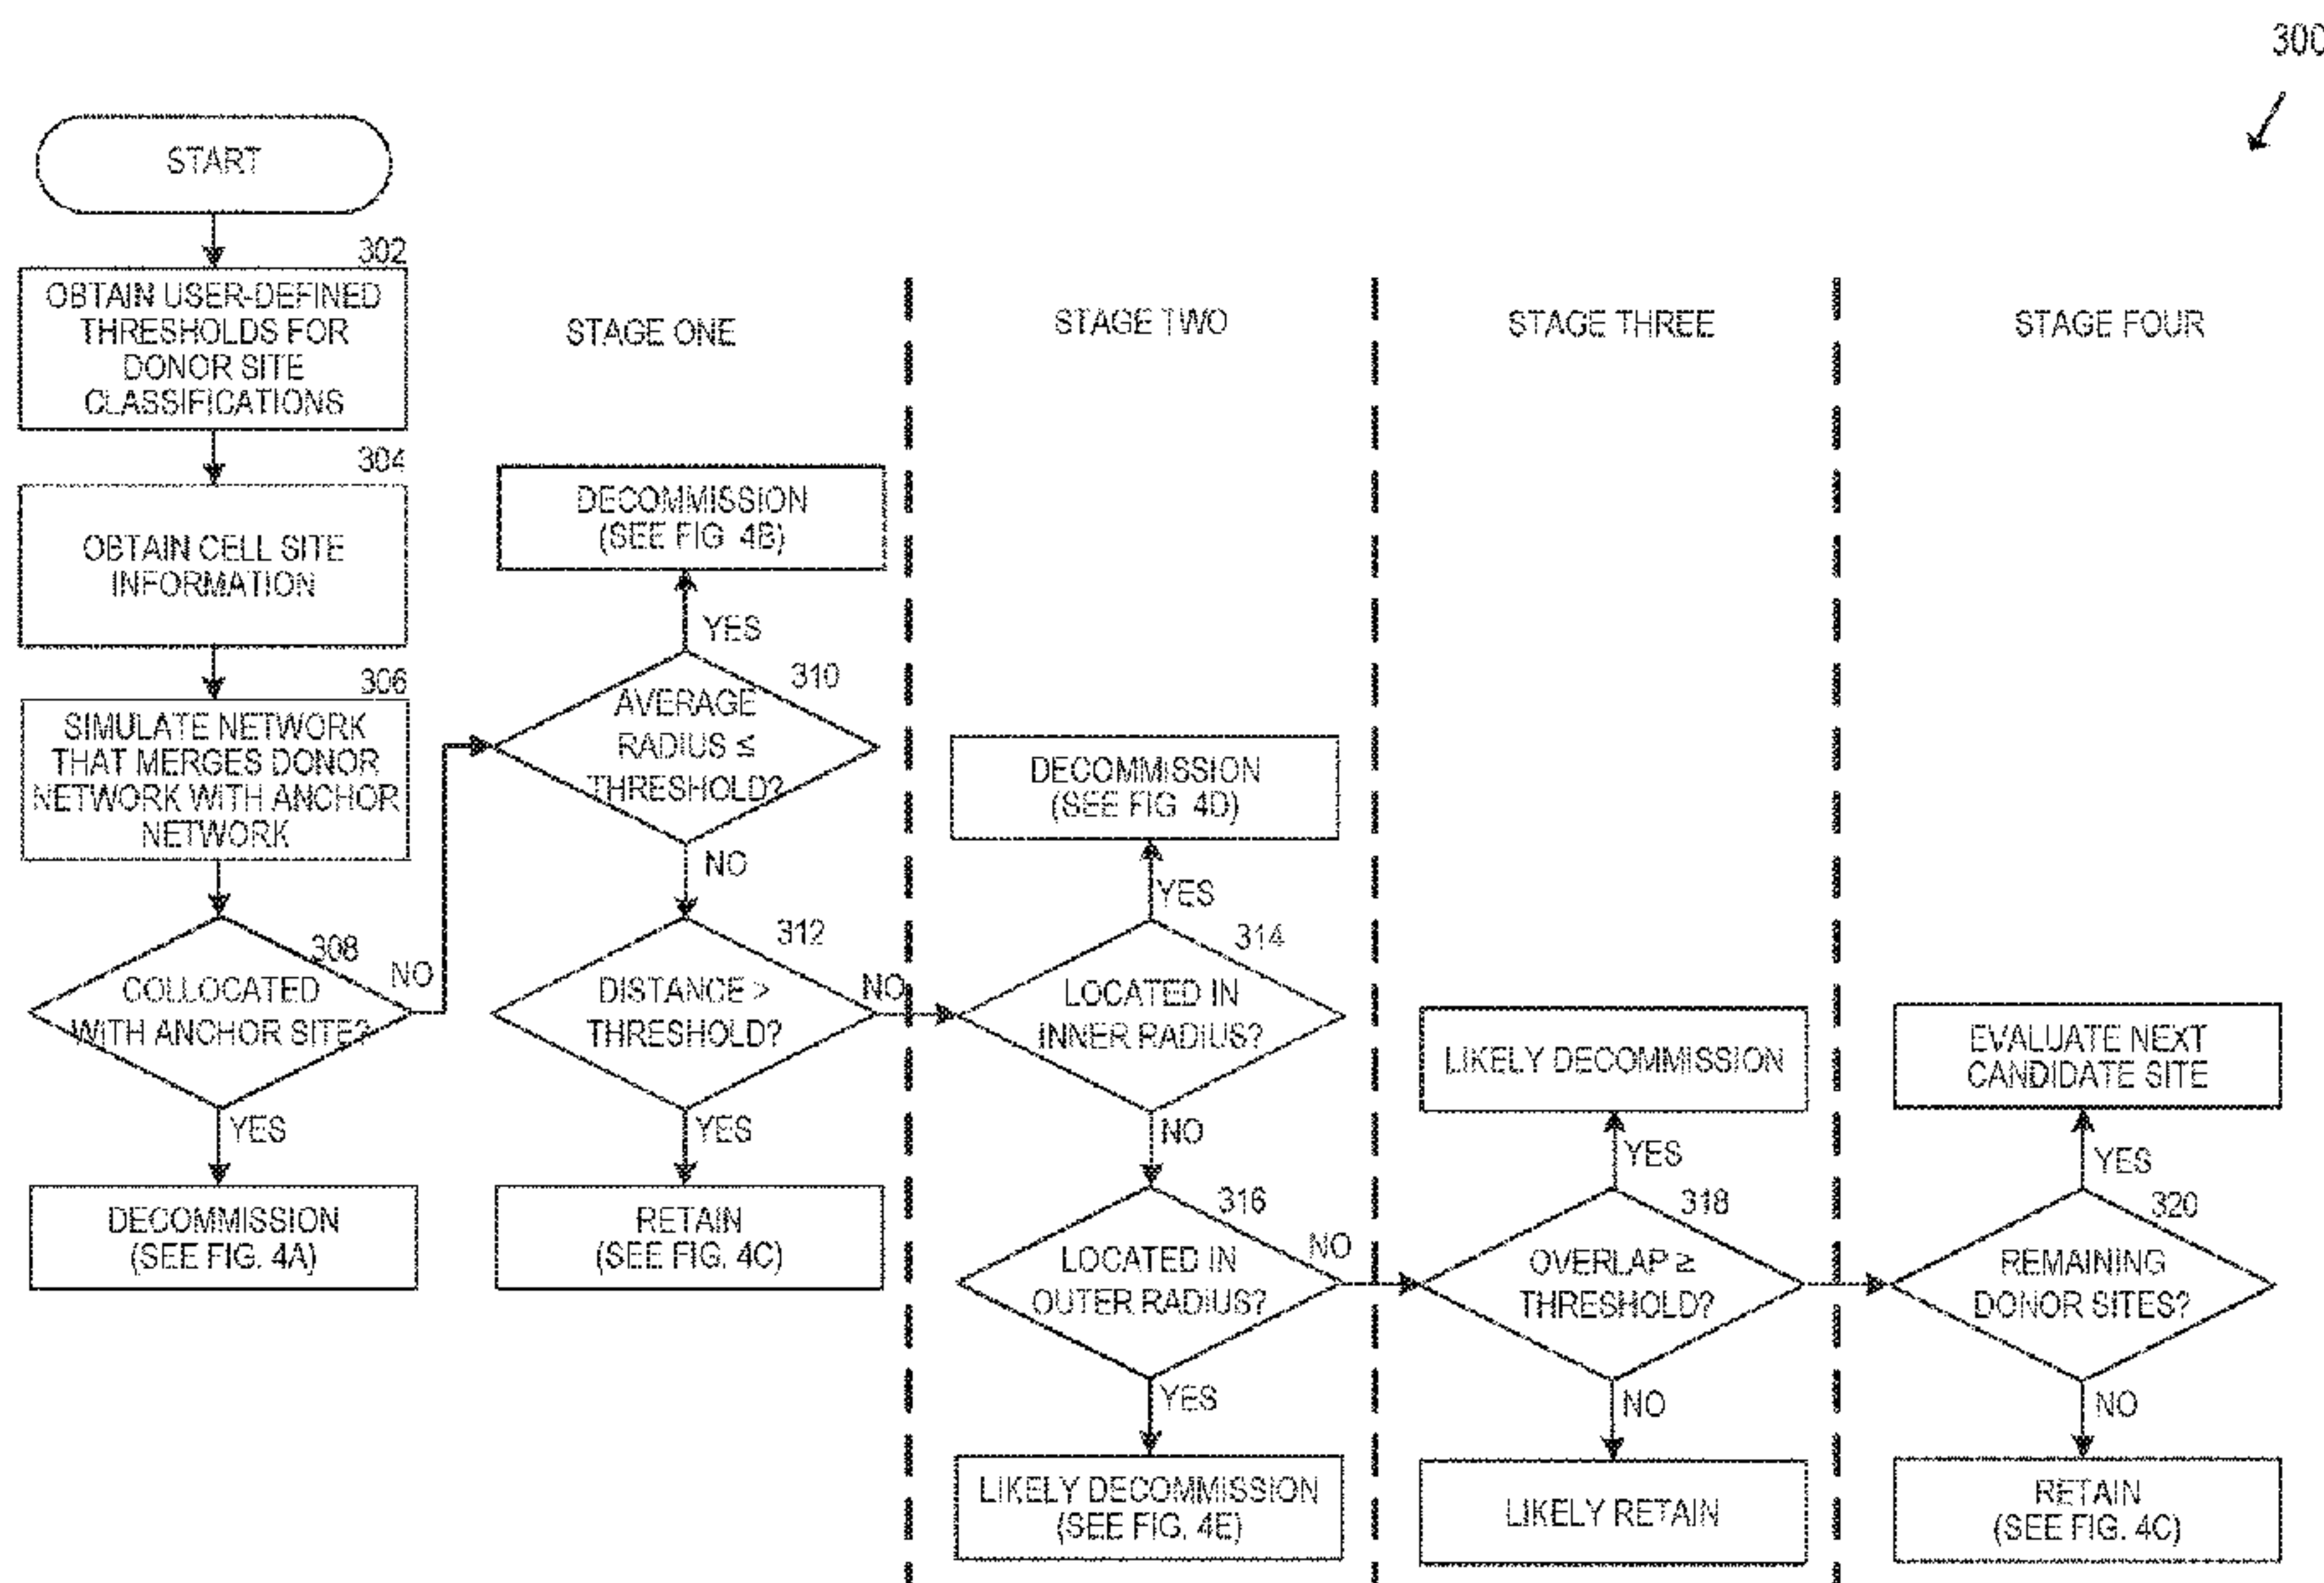 300
START
302
OBTAIN USER-DEFINED
THRESHOLDS FOR
DONOR SITE
CLASSIFICATIONS
304
OBTAIN CELL SITE
INFORMATION
306
SIMULATE NETWORK
THAT MERGES DONOR
NETWORK WITH ANCHOR
NETWORK
308
COLLOCATED
WITH ANCHOR SITE?
NO
YES
DECOMMISSION
(SEE FIG. 4A)
STAGE ONE
DECOMMISSION
(SEE FIG. 4B)
YES
310
AVERAGE
RADIUS ≤
THRESHOLD?
NO
312
DISTANCE >
THRESHOLD?
NO
YES
RETAIN
(SEE FIG. 4C)
STAGE TWO
DECOMMISSION
(SEE FIG. 4D)
YES
314
LOCATED IN
INNER RADIUS?
NO
316
LOCATED IN
OUTER RADIUS?
NO
YES
LIKELY DECOMMISSION
(SEE FIG. 4E)
STAGE THREE
LIKELY DECOMMISSION
YES
318
OVERLAP ≥
THRESHOLD?
NO
LIKELY RETAIN
STAGE FOUR
EVALUATE NEXT
CANDIDATE SITE
YES
320
REMAINING
DONOR SITES?
NO
RETAIN
(SEE FIG. 4C)